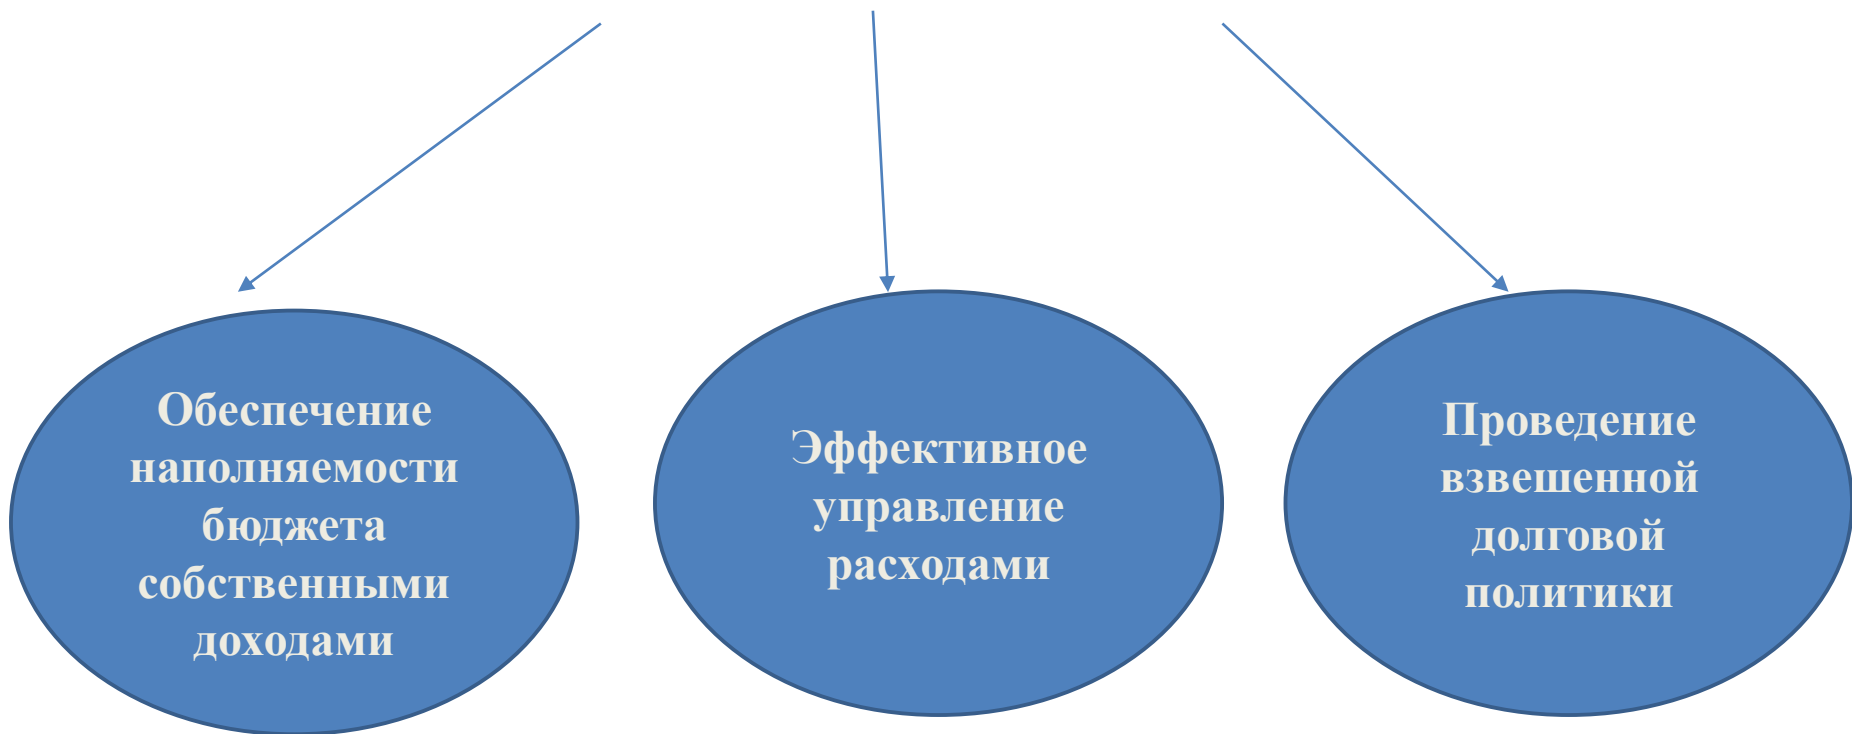 Обеспечение
наполняемости
бюджета
собственными
доходами
Эффективное
управление
расходами
Проведение
взвешенной
долговой
политики